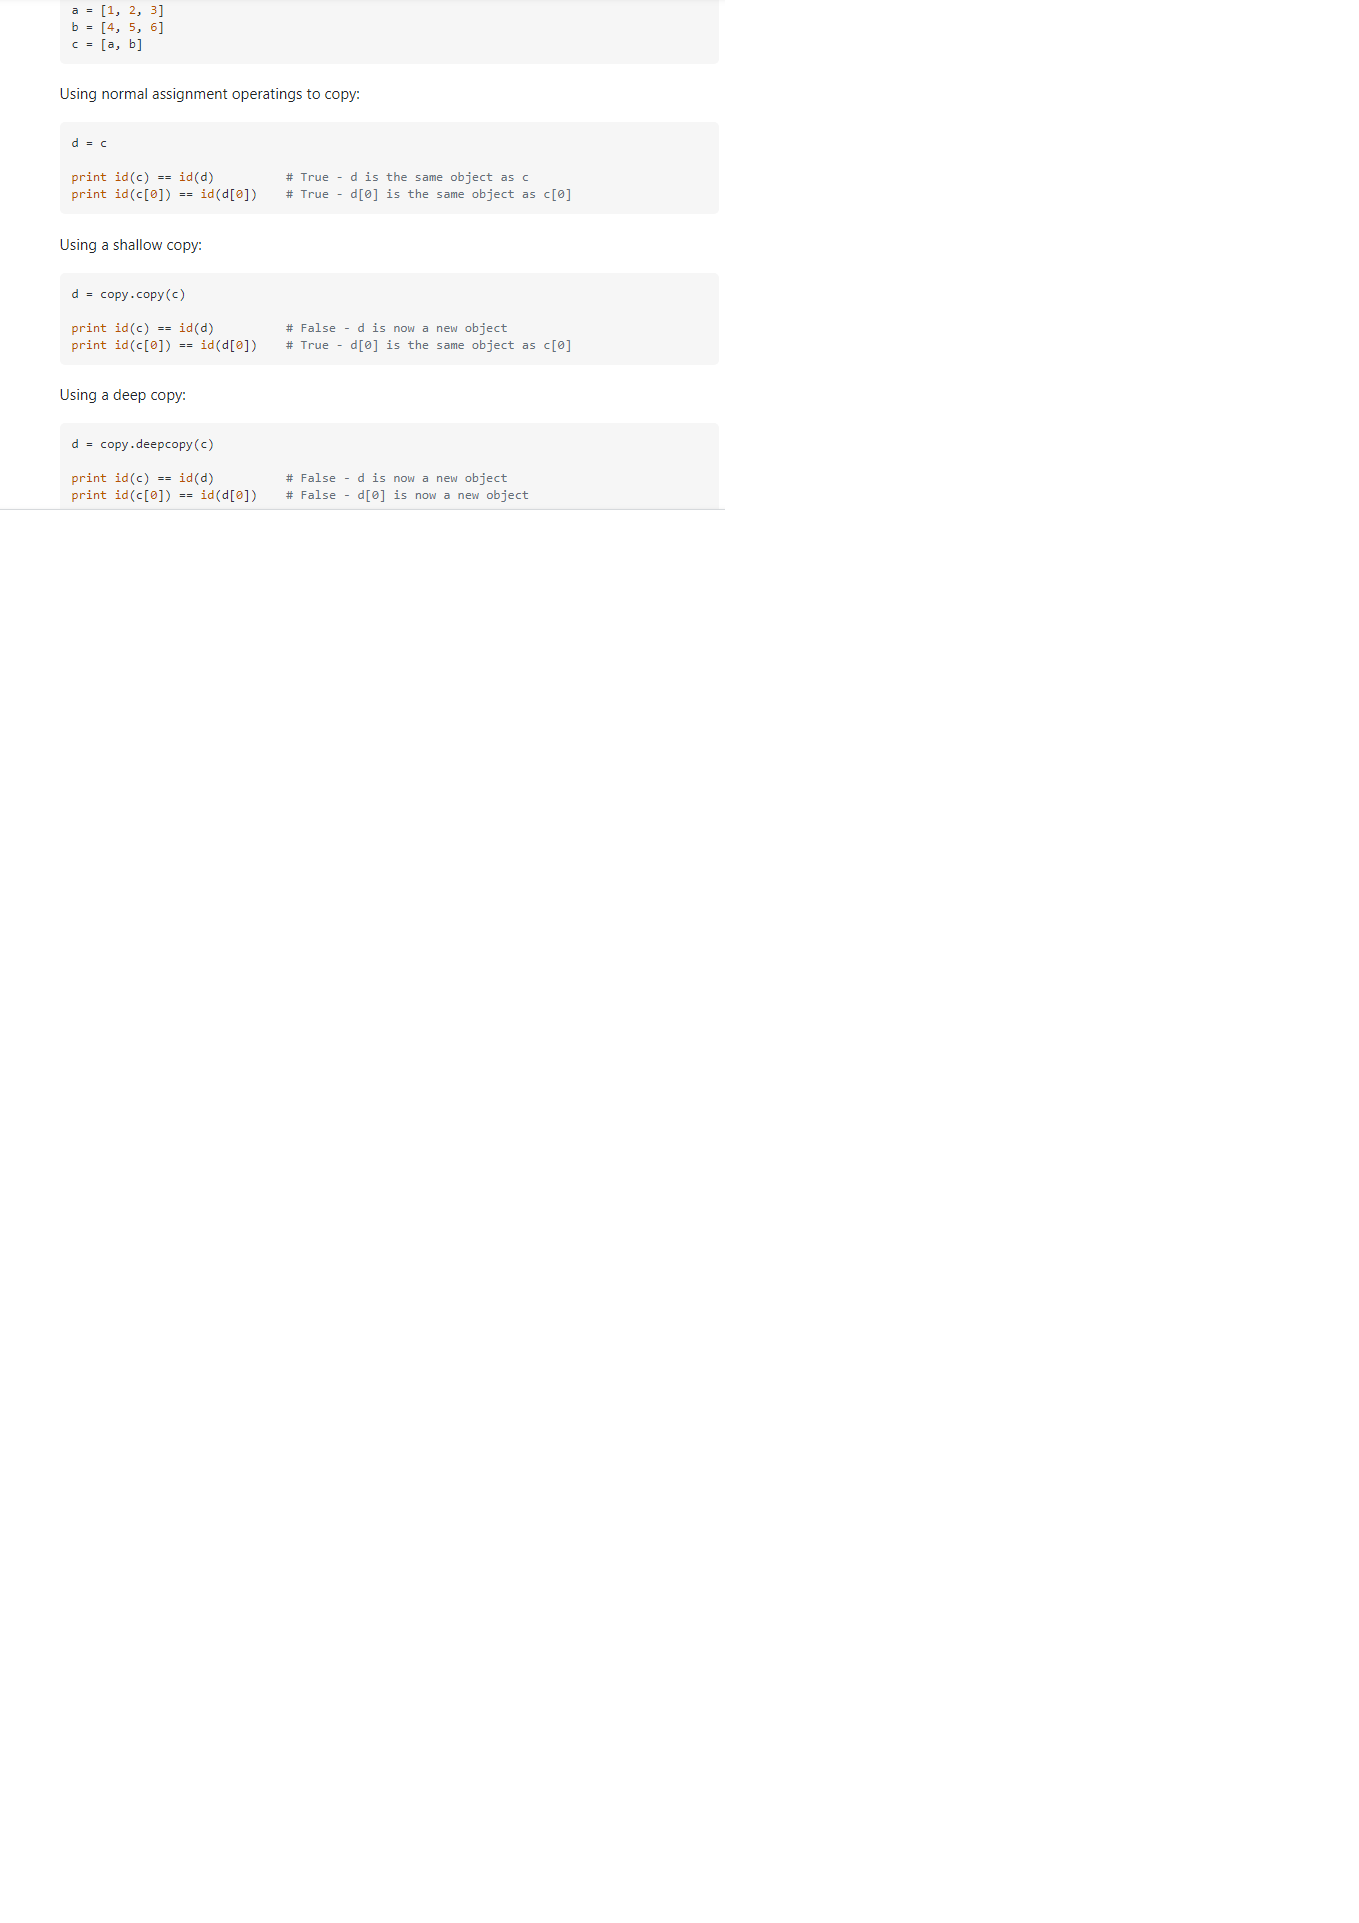 a = [1, 2, 3]
b = [4, 5, 6]
c = [a, b]
Using normal assignment operatings to copy:
d = c
print id(c) == id(d)          # True - d is the same object as c
print id(c[0]) == id(d[0])    # True - d[0] is the same object as c[0]
Using a shallow copy:
d = copy.copy(c)
print id(c) == id(d)          # False - d is now a new object
print id(c[0]) == id(d[0])    # True - d[0] is the same object as c[0]
Using a deep copy:
d = copy.deepcopy(c)
print id(c) == id(d)          # False - d is now a new object
print id(c[0]) == id(d[0])    # False - d[0] is now a new object